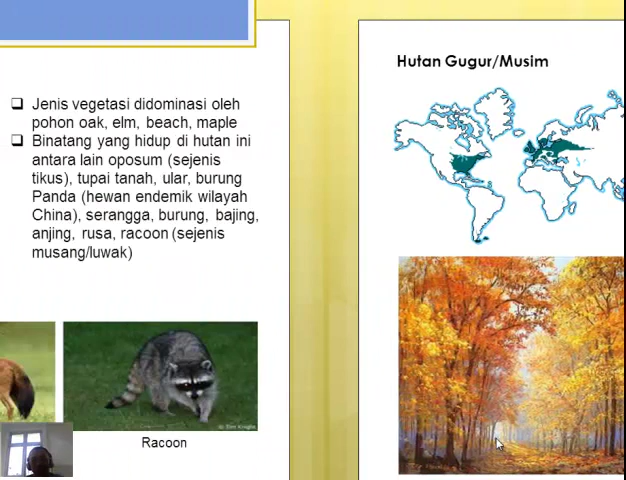 ❑ Jenis vegetasi didominasi oleh
pohon oak, elm, beach, maple
❑ Binatang yang hidup di hutan ini
antara lain oposum (sejenis
tikus), tupai tanah, ular, burung
Panda (hewan endemik wilayah
China), serangga, burung, bajing,
anjing, rusa, racoon (sejenis
musang/luwak)
Racoon
Hutan Gugur/Musim